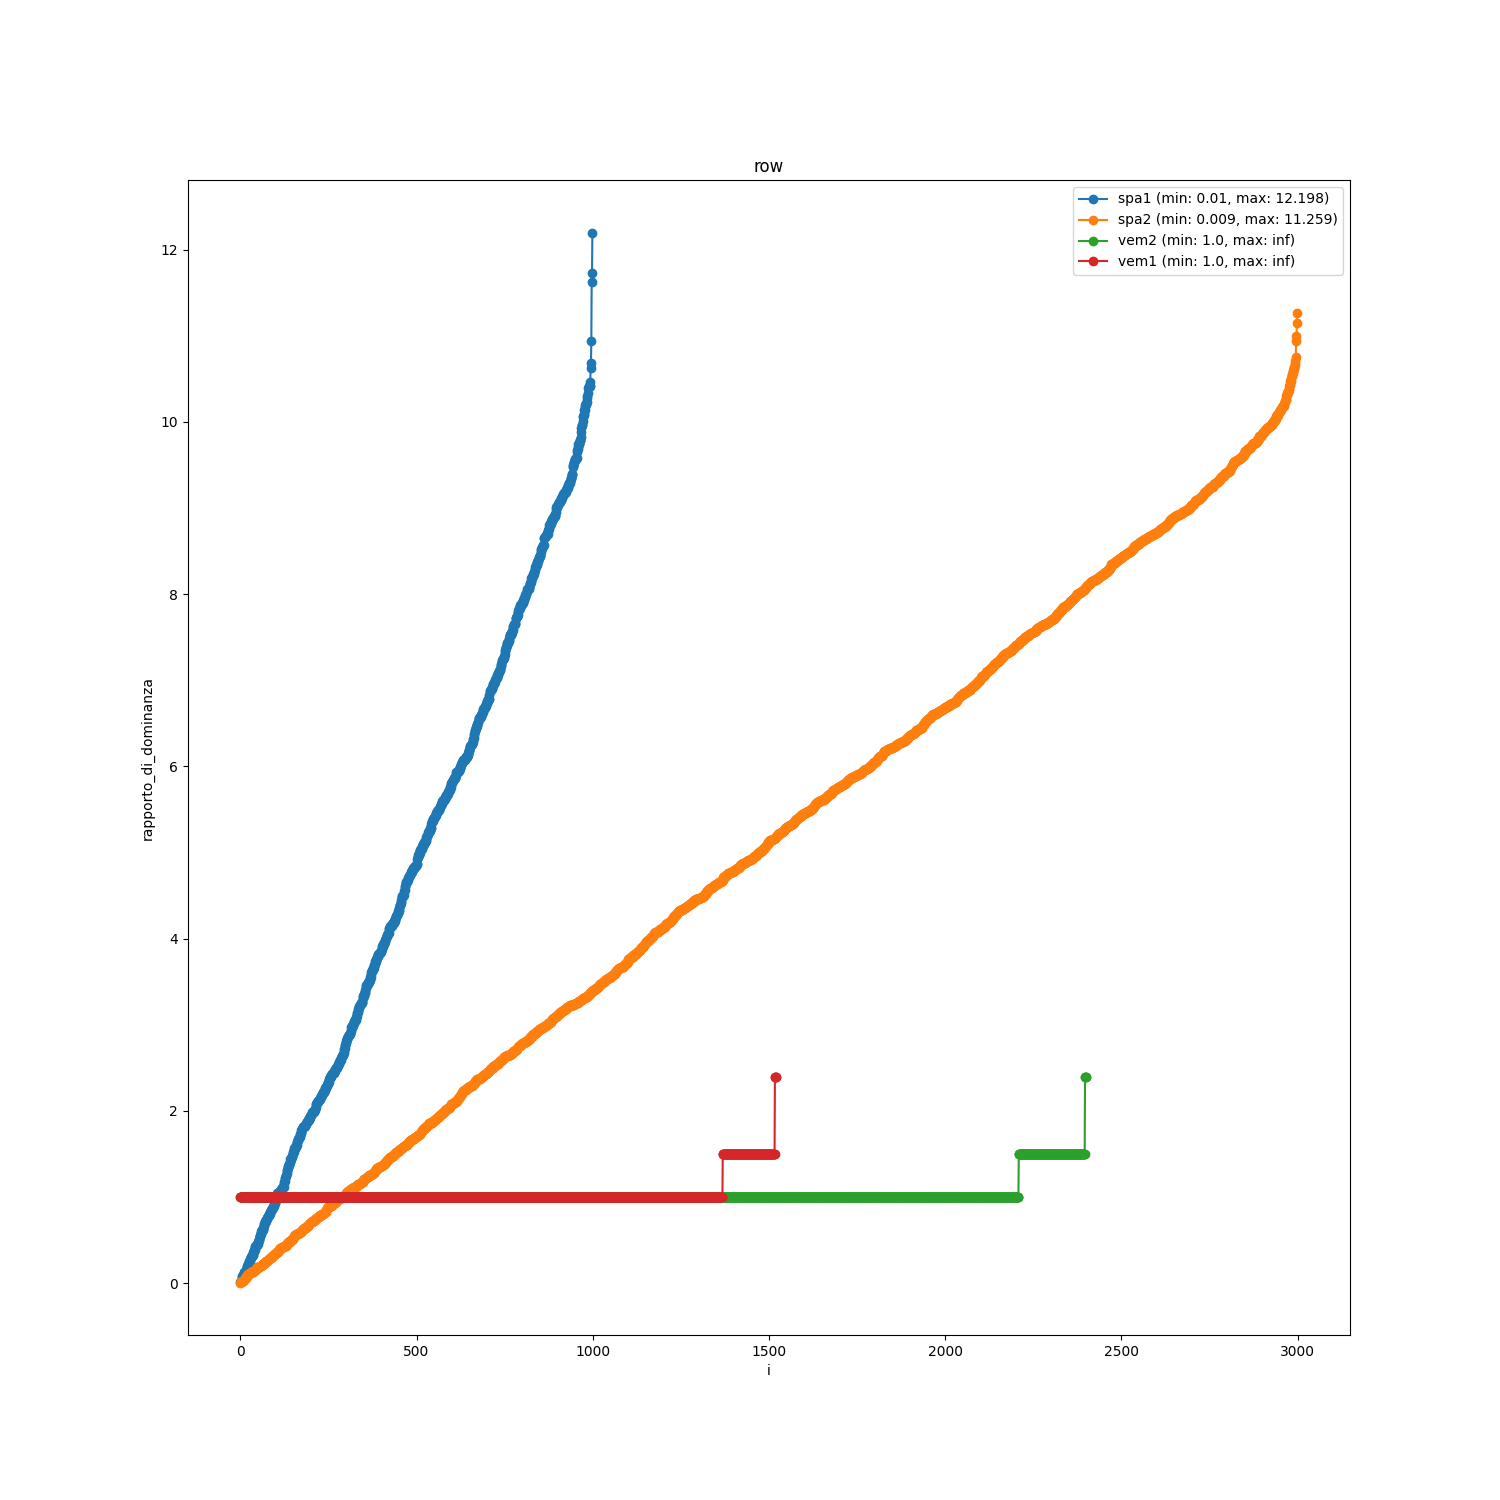 row
spa1 (min: 0.01, max: 12.198)
spa2 (min: 0.009, max: 11.259)
vem2 (min: 1.0, max: inf)
vem1 (min: 1.0, max: inf)
12
10
8
6
4
2
0
rapporto_di_dominanza
0 500 1000 1500 2000 2500 3000
i